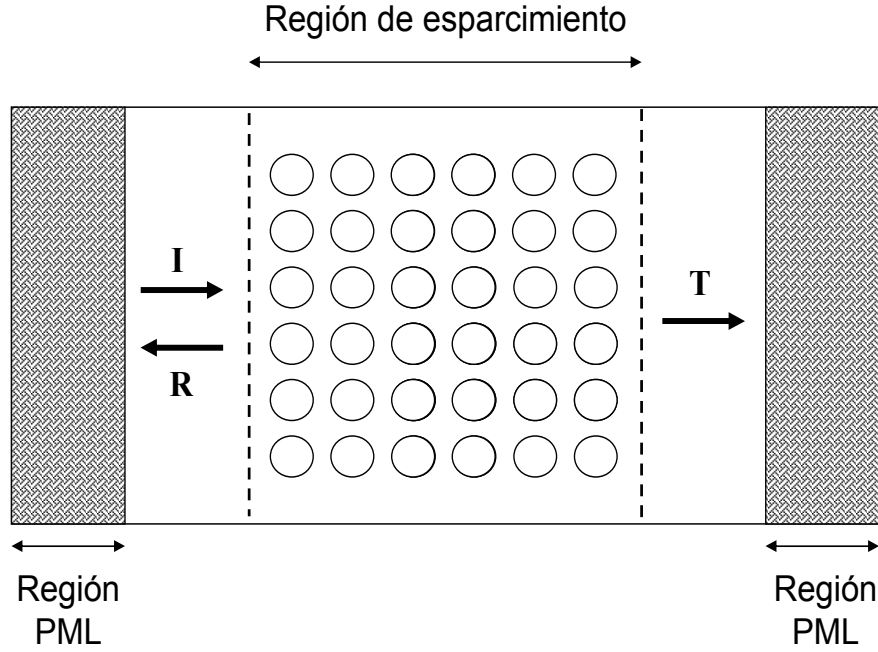 Región de esparcimiento
I
R
T
Región
PML
Región
PML